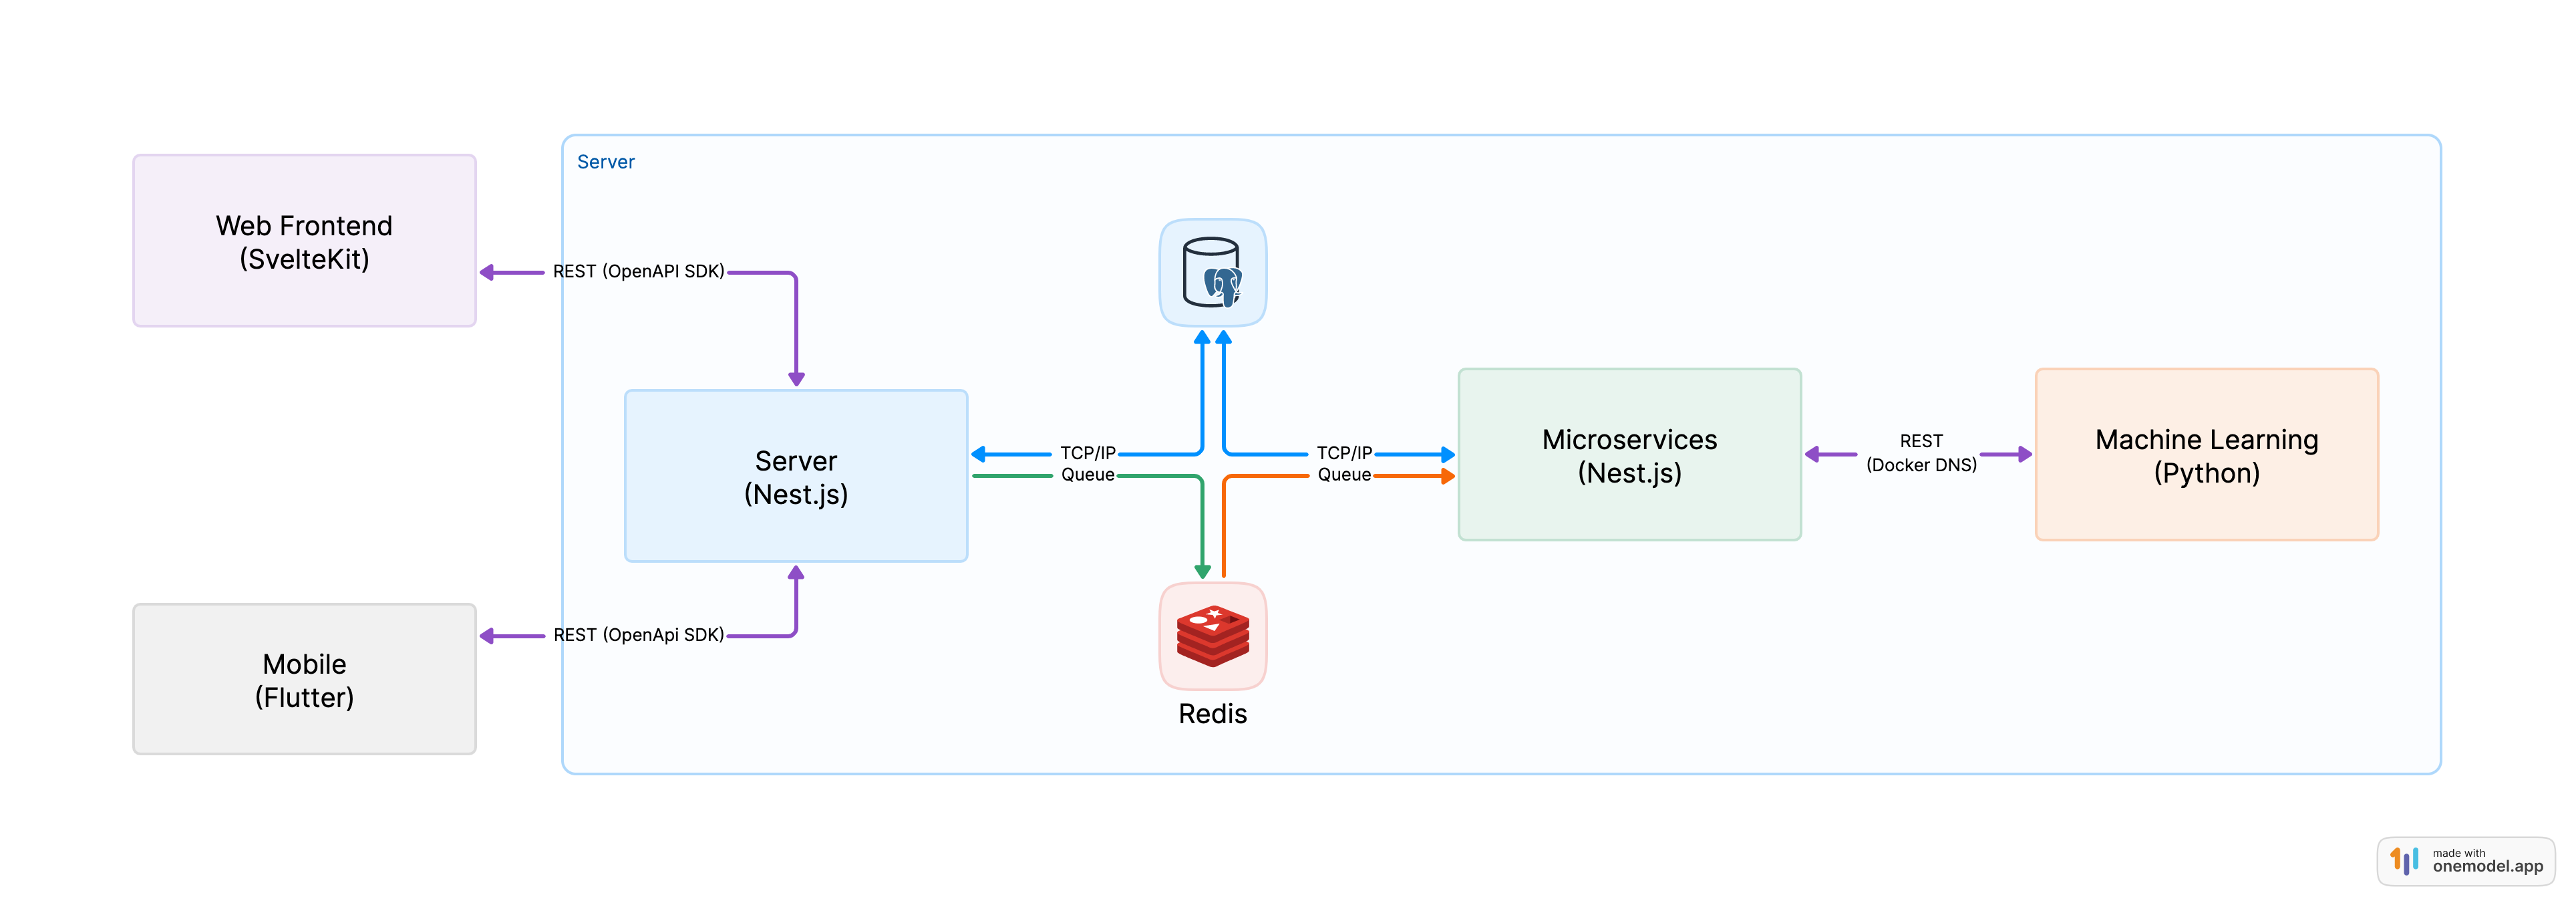 Server
Web Frontend
(SvelteKit)
REST (OpenAPI SDK)
Server
(Nest.js)
TCP/IP
Queue
TCP/IP
Queue
Microservices
(Nest.js)
REST
(Docker DNS)
Machine Learning
(Python)
REST (OpenApi SDK)
Mobile
(Flutter)
Redis
made with
onemodel.app